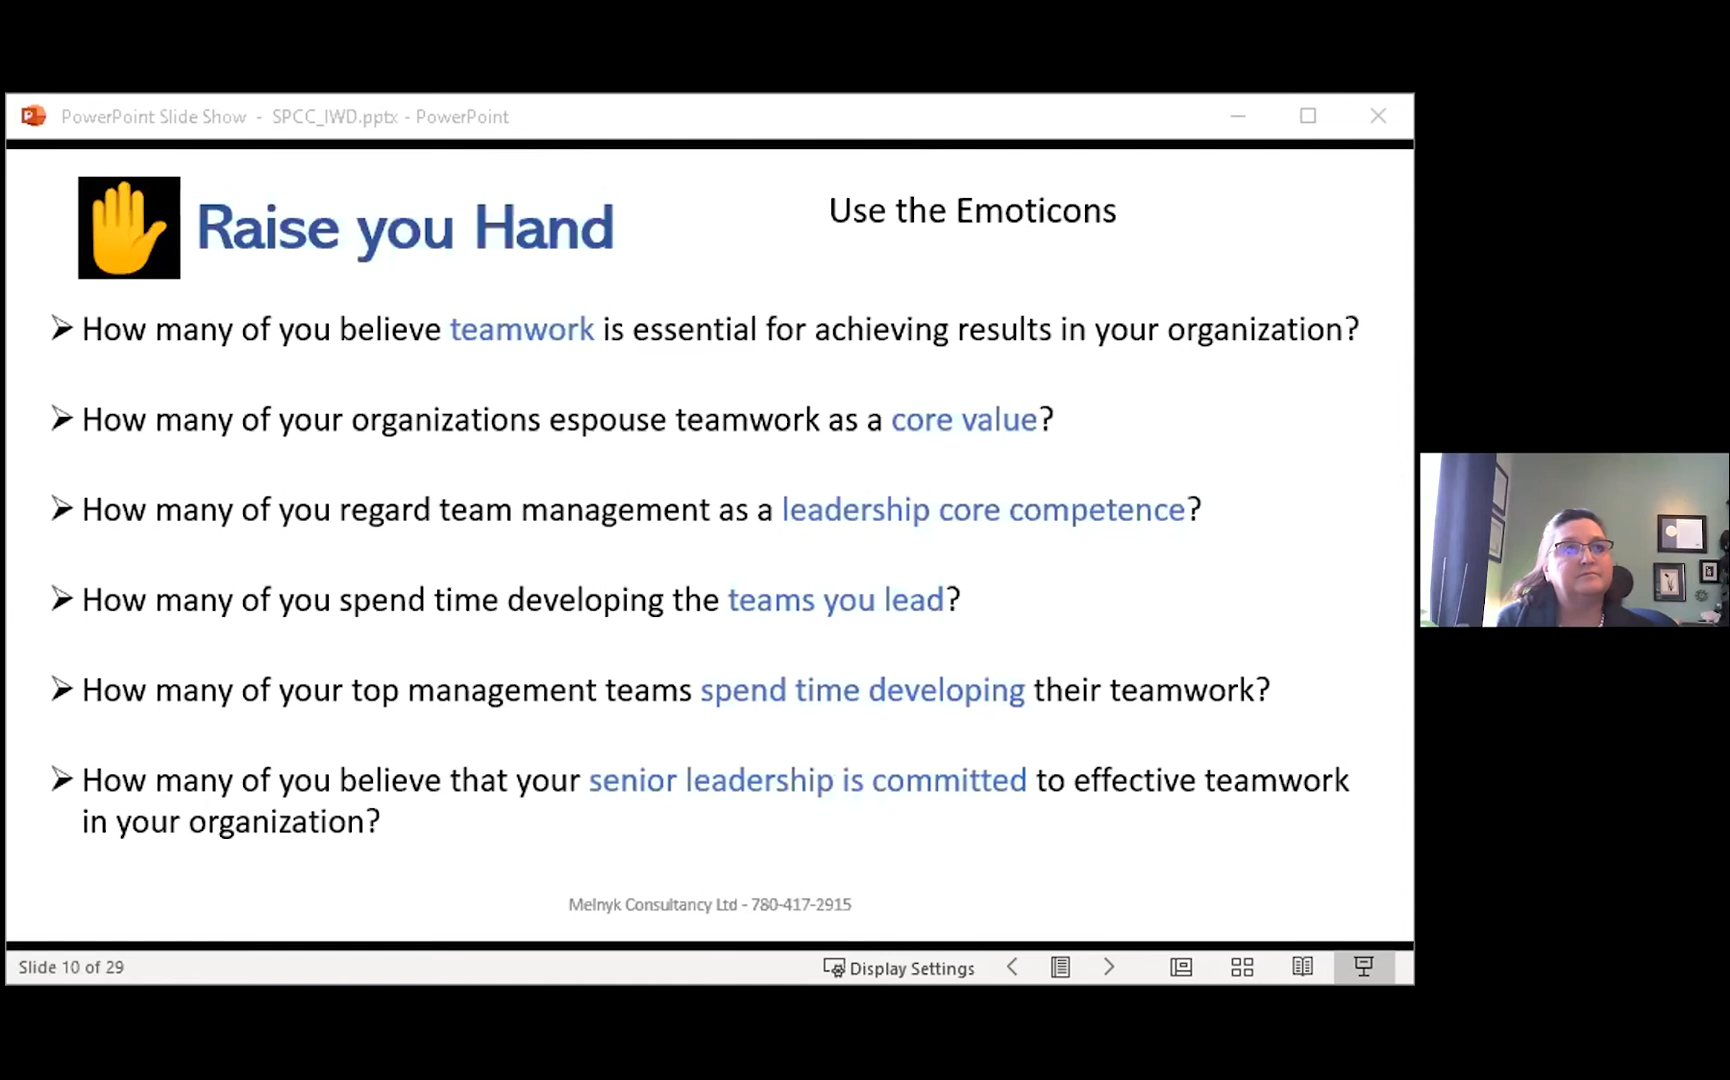 PowerPoint Slide Show - SPCC_IWD.pptx - PowerPoint
Raise you Hand
Use the Emoticons
How many of you believe teamwork is essential for achieving results in your organization?
How many of your organizations espouse teamwork as a core value?
How many of you regard team management as a leadership core competence?
How many of you spend time developing the teams you lead?
How many of your top management teams spend time developing their teamwork?
How many of you believe that your senior leadership is committed to effective teamwork
in your organization?
Melnyk Consultancy Ltd - 780-417-2915
Slide 10 of 29
Display Settings